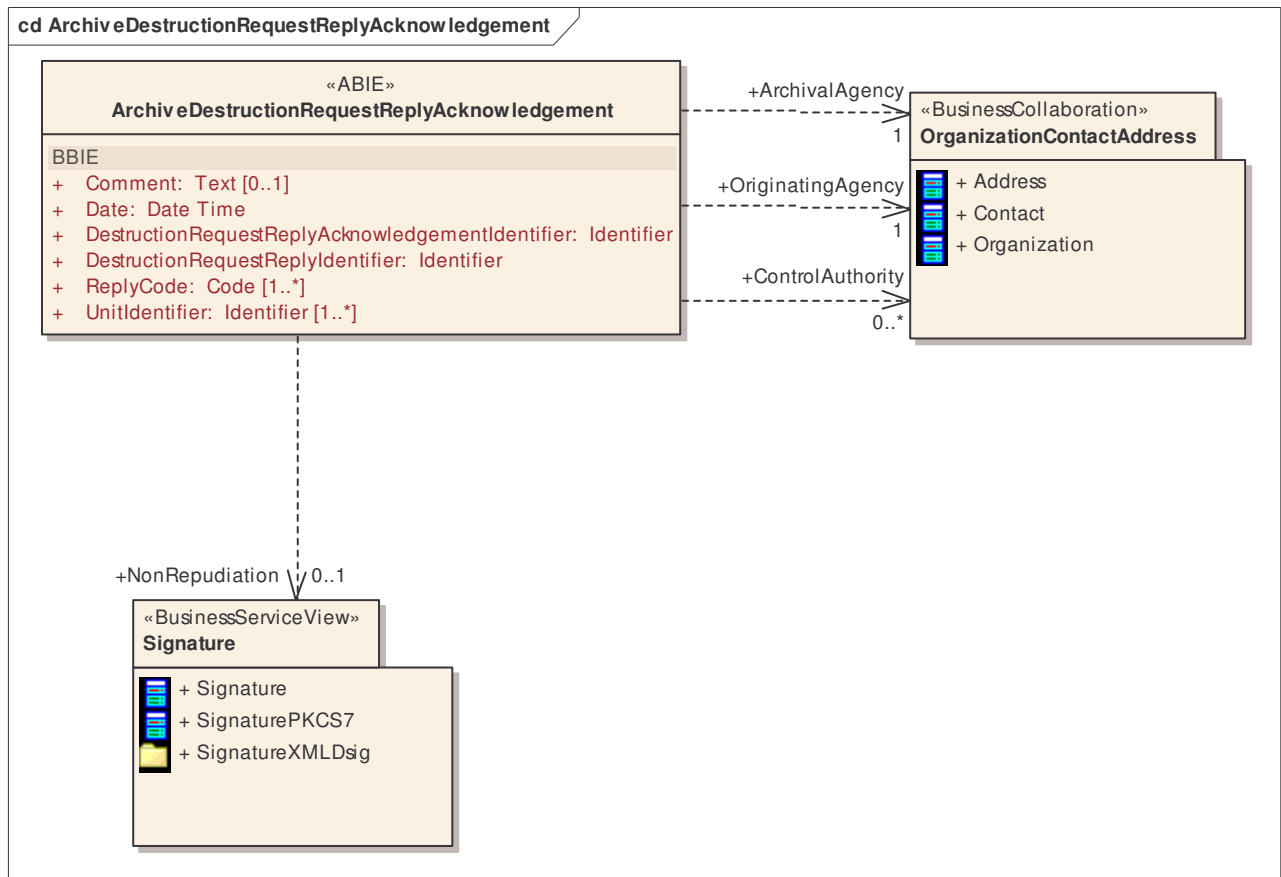 cd ArchiveDestructionRequestReplyAcknowledgement
«ABIE»
ArchiveDestructionRequestReplyAcknowledgement
BBIE
+ Comment: Text [0..1]
+ Date: Date Time
+ DestructionRequestReplyAcknowledgementIdentifier: Identifier
+ DestructionRequestReplyIdentifier: Identifier
+ ReplyCode: Code [1..*]
+ UnitIdentifier: Identifier [1..*]
+ArchivalAgency
1
+OriginatingAgency
1
+ControlAuthority
0..*
«BusinessCollaboration»
OrganizationContactAddress
+ Address
+ Contact
+ Organization
+NonRepudiation 0..1
«BusinessServiceView»
Signature
+ Signature
+ SignaturePKCS7
+ SignatureXMLDsig